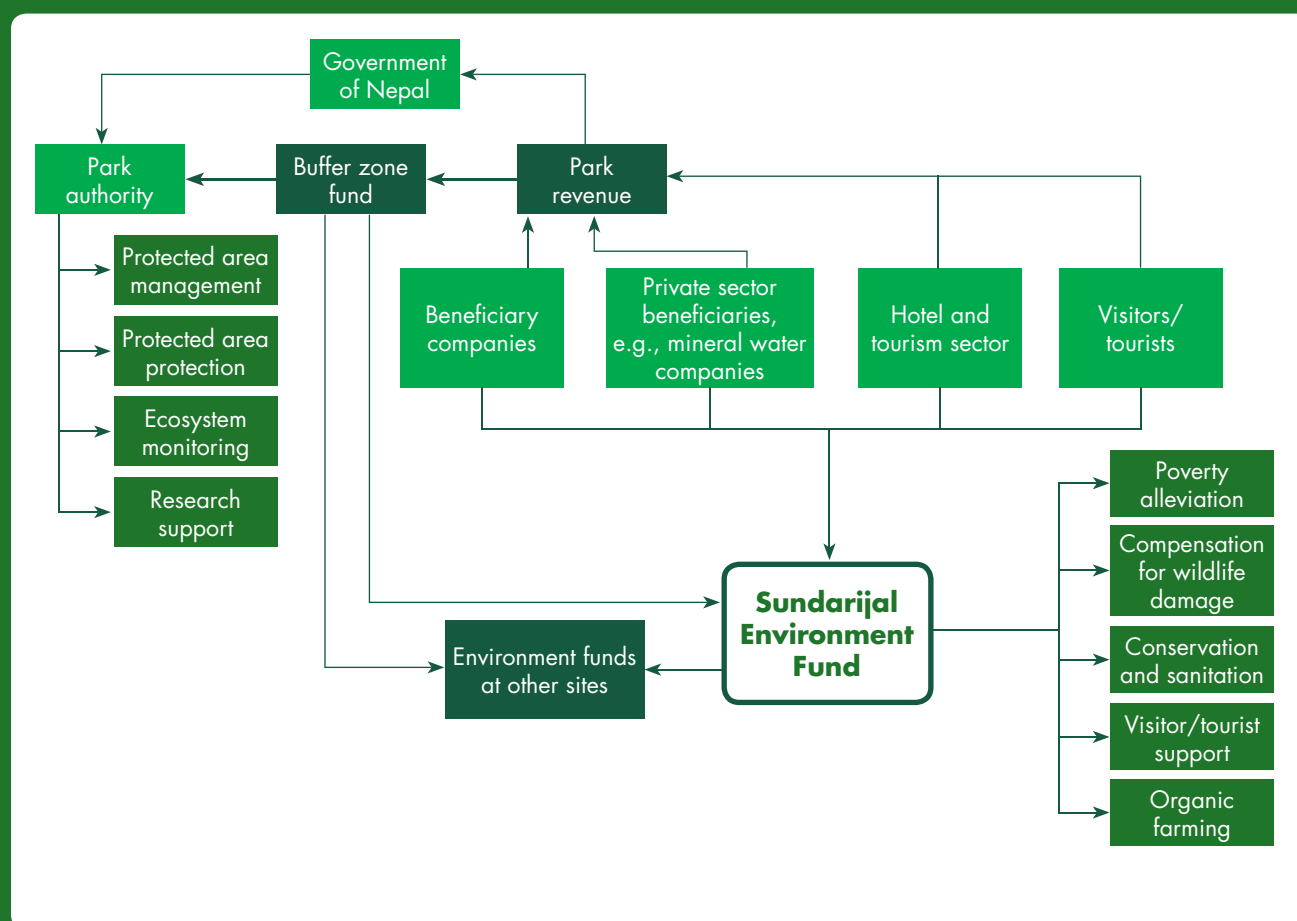 Government
of Nepal
Park
authority
Buffer zone
fund
Park
revenue
Protected area
management
Protected area
protection
Ecosystem
monitoring
Research
support
Beneficiary
companies
Private sector
beneficiaries,
e.g., mineral water
companies
Hotel and
tourism sector
Visitors/
tourists
Sundarijal
Environment
Fund
Environment funds
at other sites
Poverty
alleviation
Compensation
for wildlife
damage
Conservation
and sanitation
Visitor/tourist
support
Organic
farming